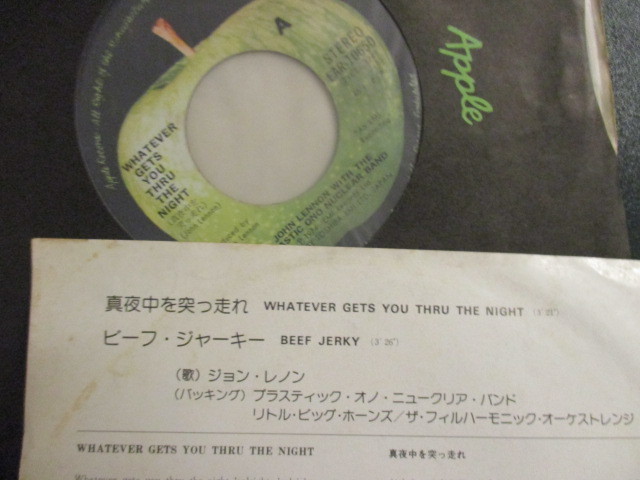 A
STEREO
Apple
WHATEVER
GETS
YOU
THRU
THE
NIGHT
JOHN LENNON WITH THE
PLASTIC ONO NUCLEAR BAND
真夜中を突っ走れ WHATEVER GETS YOU THRU THE NIGHT
ビーフ・ジャーキー BEEF JERKY (3'26")
(歌) ジョン・レノン
(バッキング) プラスティック・オノ・ニュークリア・バンド
リトル・ビッグ・ホーンズ/ザ・フィルハーモニック・オーケストレンジ
WHATEVER GETS YOU THRU THE NIGHT 真夜中を突っ走れ